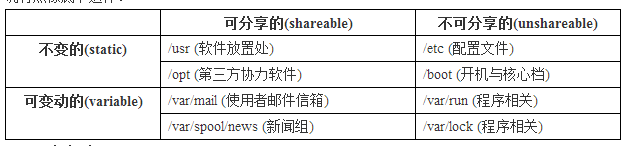 可分享的(shareable) 不可分享的(unshareable)
不变的(static) /usr (软件放置处) /etc (配置文件)
/opt (第三方协力软件) /boot (开机与核心档)
可变动的(variable) /var/mail (使用者邮件信箱) /var/run (程序相关)
/var/spool/news (新闻组) /var/lock (程序相关)